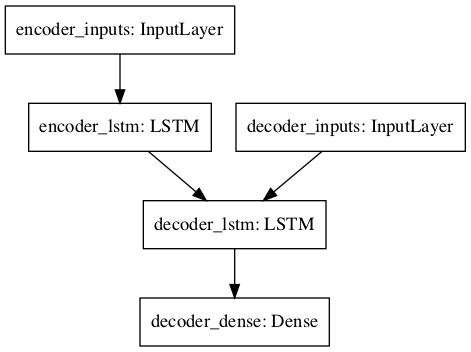 encoder_inputs: InputLayer
encoder_lstm: LSTM
decoder_inputs: InputLayer
decoder_lstm: LSTM
decoder_dense: Dense